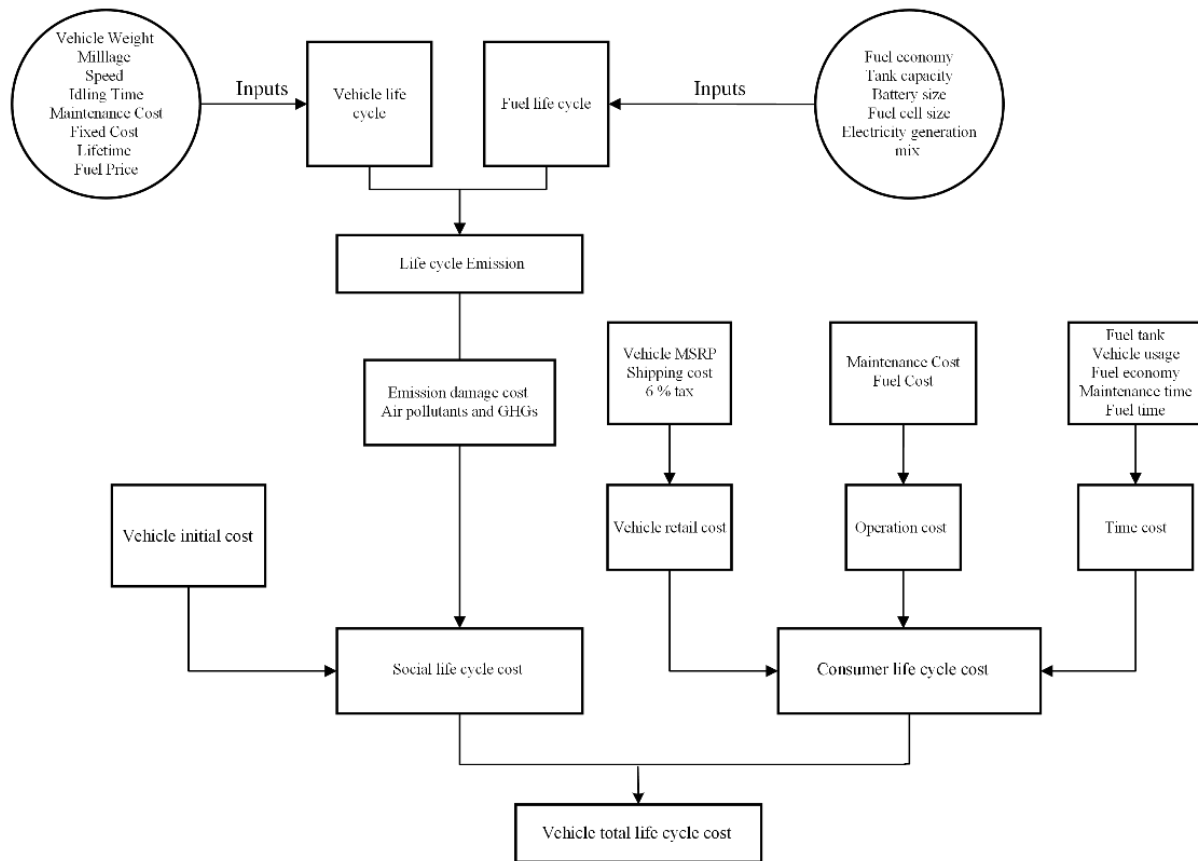 Vehicle Weight
Milllage
Speed
Idling Time
Maintenance Cost
Fixed Cost
Lifetime
Fuel Price
Inputs
Vehicle life
cycle
Fuel life cycle
Inputs
Fuel economy
Tank capacity
Battery size
Fuel cell size
Electricity generation
mix
Life cycle Emission
Emission damage cost
Air pollutants and GHGs
Vehicle MSRP
Shipping cost
6 % tax
Maintenance Cost
Fuel Cost
Fuel tank
Vehicle usage
Fuel economy
Maintenance time
Fuel time
Vehicle initial cost
Vehicle retail cost
Operation cost
Time cost
Social life cycle cost
Consumer life cycle cost
Vehicle total life cycle cost